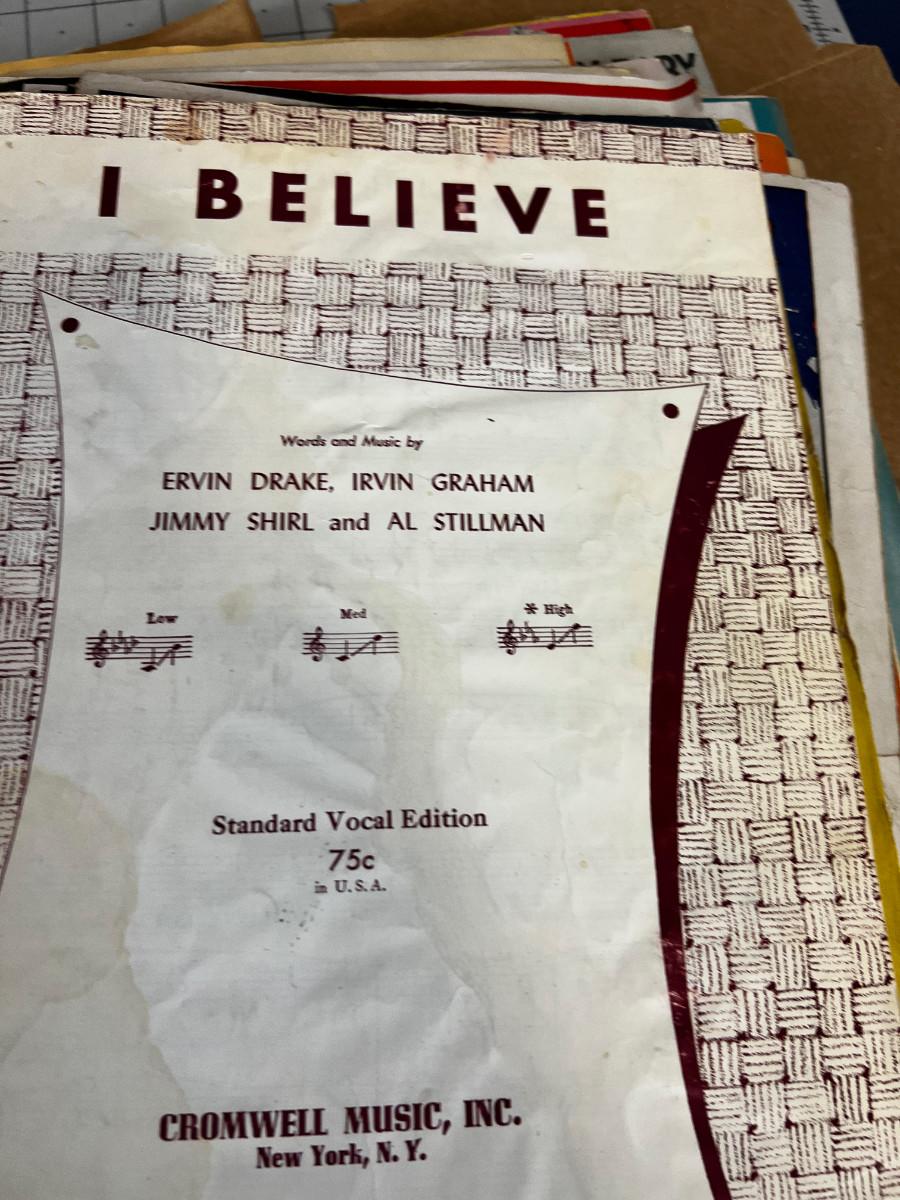 I BELIEVE
Words and Music by
ERVIN DRAKE, IRVIN GRAHAM
JIMMY SHIRL and AL STILLMAN
Low Med * High
Standard Vocal Edition
75c
in U.S.A.
CROMWELL MUSIC, INC.
New York, N. Y.